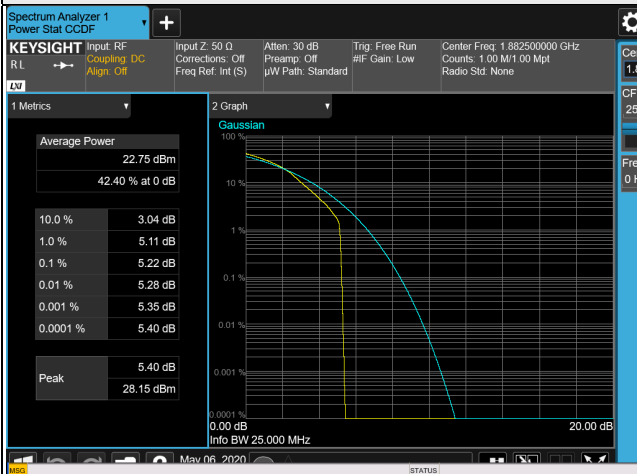 Spectrum Analyzer 1
Power Stat CCDF
KEYSIGHT
RL
LXI
Input: RF
Coupling: DC
Align: Off
Input Z: 50 Ω
Corrections: Off
Freq Ref: Int (S)
Atten: 30 dB
Preamp: Off
µW Path: Standard
Trig: Free Run
#IF Gain: Low
Center Freq: 1.882500000 GHz
Counts: 1.00 M/1.00 Mpt
Radio Std: None
1 Metrics
Average Power
22.75 dBm
42.40 % at 0 dB
10.0 % 3.04 dB
1.0 % 5.11 dB
0.1 % 5.22 dB
0.01 % 5.28 dB
0.001 % 5.35 dB
0.0001 % 5.40 dB
Peak
5.40 dB
28.15 dBm
2 Graph
Gaussian
100 %
10 %
1 %
0.1 %
0.01 %
0.001 %
0.0001 %
0.00 dB
20.00 dB
Info BW 25.000 MHz
CF
0 H
May 06, 2020
MSG
STATUS